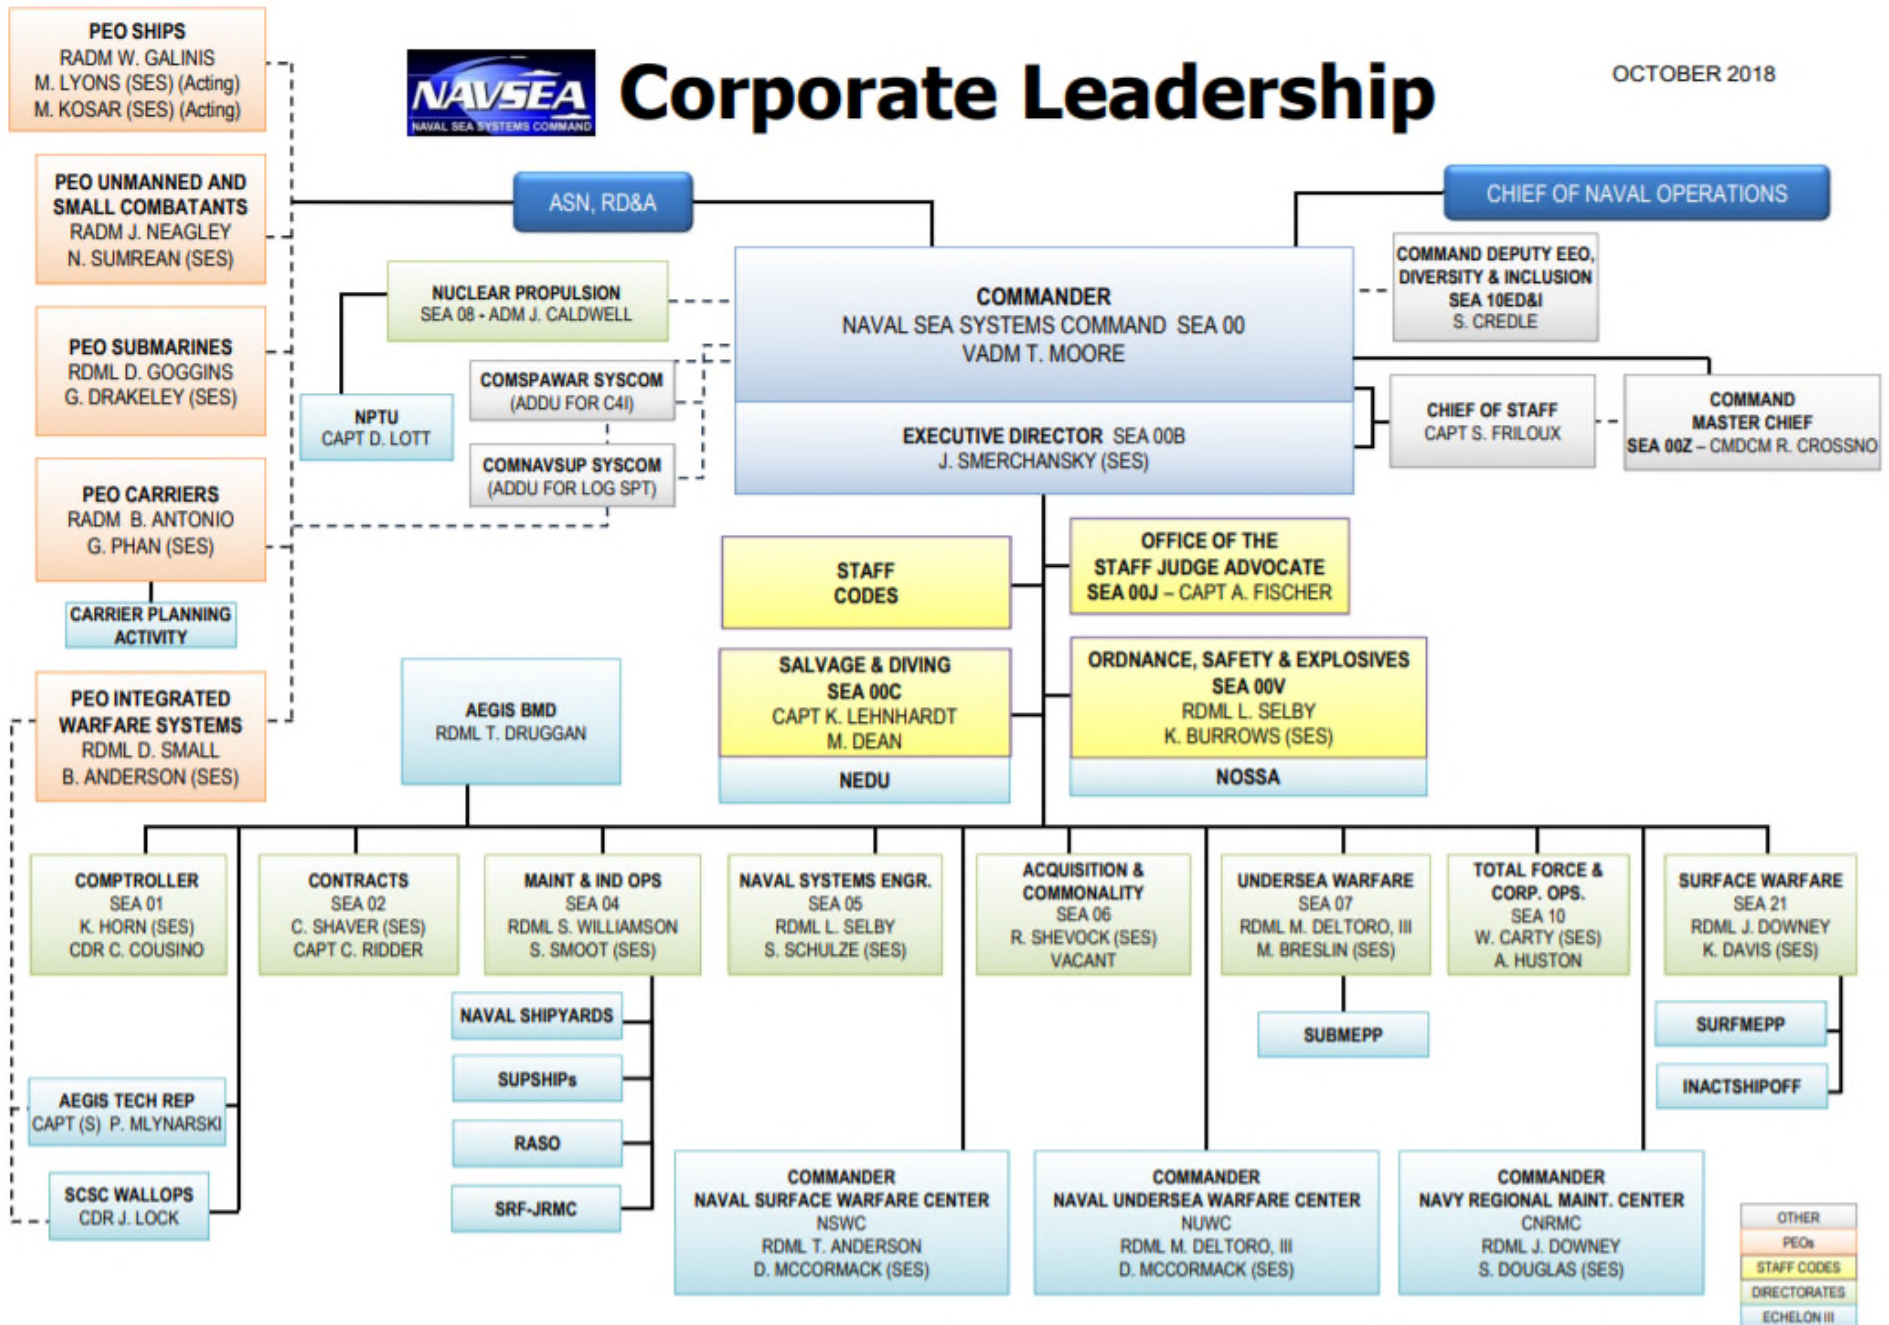 PEO SHIPS
RADM W. GALINIS
M. LYONS (SES) (Acting)
M. KOSAR (SES) (Acting)
NAVSEA
NAVAL SEA SYSTEMS COMMAND
Corporate Leadership
OCTOBER 2018
PEO UNMANNED AND
SMALL COMBATANTS
RADM J. NEAGLEY
N. SUMREAN (SES)
ASN, RD&A
CHIEF OF NAVAL OPERATIONS
NUCLEAR PROPULSION
SEA 08 - ADM J. CALDWELL
COMMANDER
NAVAL SEA SYSTEMS COMMAND SEA 00
VADM T. MOORE
COMMAND DEPUTY EEO,
DIVERSITY & INCLUSION
SEA 10ED&I
S. CREDLE
PEO SUBMARINES
RDML D. GOGGINS
G. DRAKELEY (SES)
NPTU
CAPT D. LOTT
COMSPAWAR SYSCOM
(ADDU FOR C4I)
COMNAVSUP SYSCOM
(ADDU FOR LOG SPT)
EXECUTIVE DIRECTOR SEA 00B
J. SMERCHANSKY (SES)
CHIEF OF STAFF
CAPT S. FRILOUX
COMMAND
MASTER CHIEF
SEA 00Z – CMDCM R. CROSSNO
PEO CARRIERS
RADM B. ANTONIO
G. PHAN (SES)
CARRIER PLANNING
ACTIVITY
STAFF
CODES
OFFICE OF THE
STAFF JUDGE ADVOCATE
SEA 00J – CAPT A. FISCHER
PEO INTEGRATED
WARFARE SYSTEMS
RDML D. SMALL
B. ANDERSON (SES)
AEGIS BMD
RDML T. DRUGGAN
SALVAGE & DIVING
SEA 00C
CAPT K. LEHNHARDT
M. DEAN
NEDU
ORDNANCE, SAFETY & EXPLOSIVES
SEA 00V
RDML L. SELBY
K. BURROWS (SES)
NOSSA
COMPTROLLER
SEA 01
K. HORN (SES)
CDR C. COUSINO
CONTRACTS
SEA 02
C. SHAVER (SES)
CAPT C. RIDDER
MAINT & IND OPS
SEA 04
RDML S. WILLIAMSON
S. SMOOT (SES)
NAVAL SYSTEMS ENGR.
SEA 05
RDML L. SELBY
S. SCHULZE (SES)
ACQUISITION &
COMMONALITY
SEA 06
R. SHEVOCK (SES)
VACANT
UNDERSEA WARFARE
SEA 07
RDML M. DELTORO, III
M. BRESLIN (SES)
TOTAL FORCE &
CORP. OPS.
SEA 10
W. CARTY (SES)
A. HUSTON
SURFACE WARFARE
SEA 21
RDML J. DOWNEY
K. DAVIS (SES)
NAVAL SHIPYARDS
SUPSHIPs
RASO
SRF-JRMC
SUBMEPP
SURFMEPP
INACTSHIPOFF
AEGIS TECH REP
CAPT (S) P. MLYNARSKI
SCSC WALLOPS
CDR J. LOCK
COMMANDER
NAVAL SURFACE WARFARE CENTER
NSWC
RDML T. ANDERSON
D. MCCORMACK (SES)
COMMANDER
NAVAL UNDERSEA WARFARE CENTER
NUWC
RDML M. DELTORO, III
D. MCCORMACK (SES)
COMMANDER
NAVY REGIONAL MAINT. CENTER
CNRMC
RDML J. DOWNEY
S. DOUGLAS (SES)
OTHER
PEOs
STAFF CODES
DIRECTORATES
ECHELON III